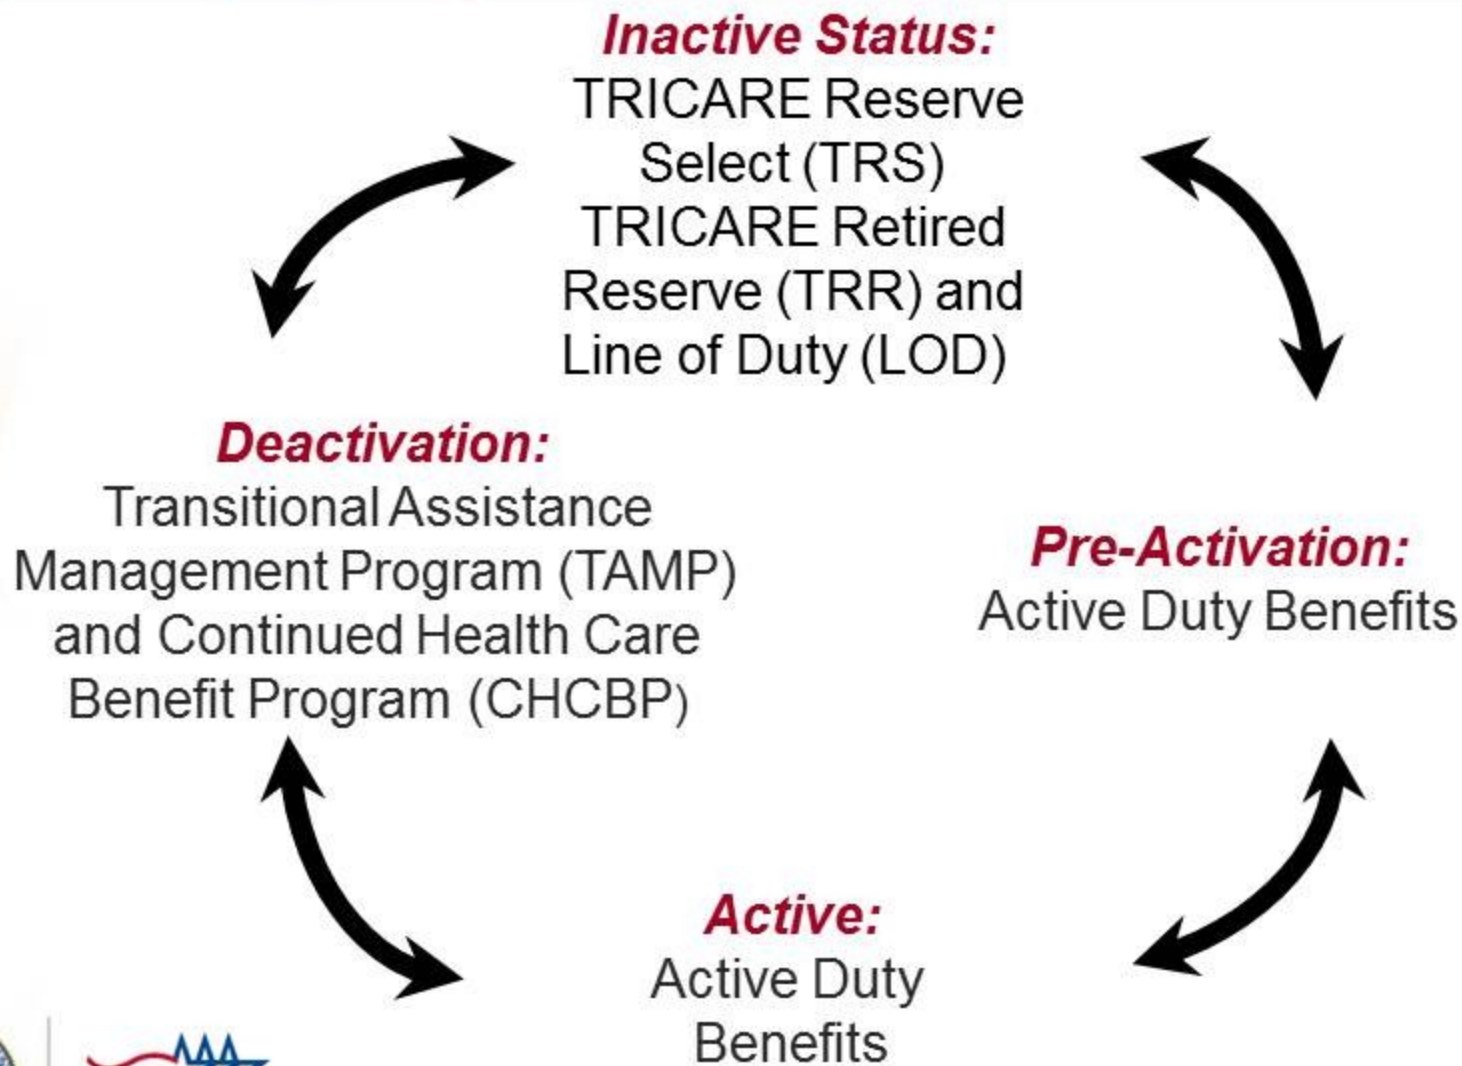 Inactive Status:
TRICARE Reserve
Select (TRS)
TRICARE Retired
Reserve (TRR) and
Line of Duty (LOD)
Deactivation:
Transitional Assistance
Management Program (TAMP)
and Continued Health Care
Benefit Program (CHCBP)
Pre-Activation:
Active Duty Benefits
Active:
Active Duty
Benefits